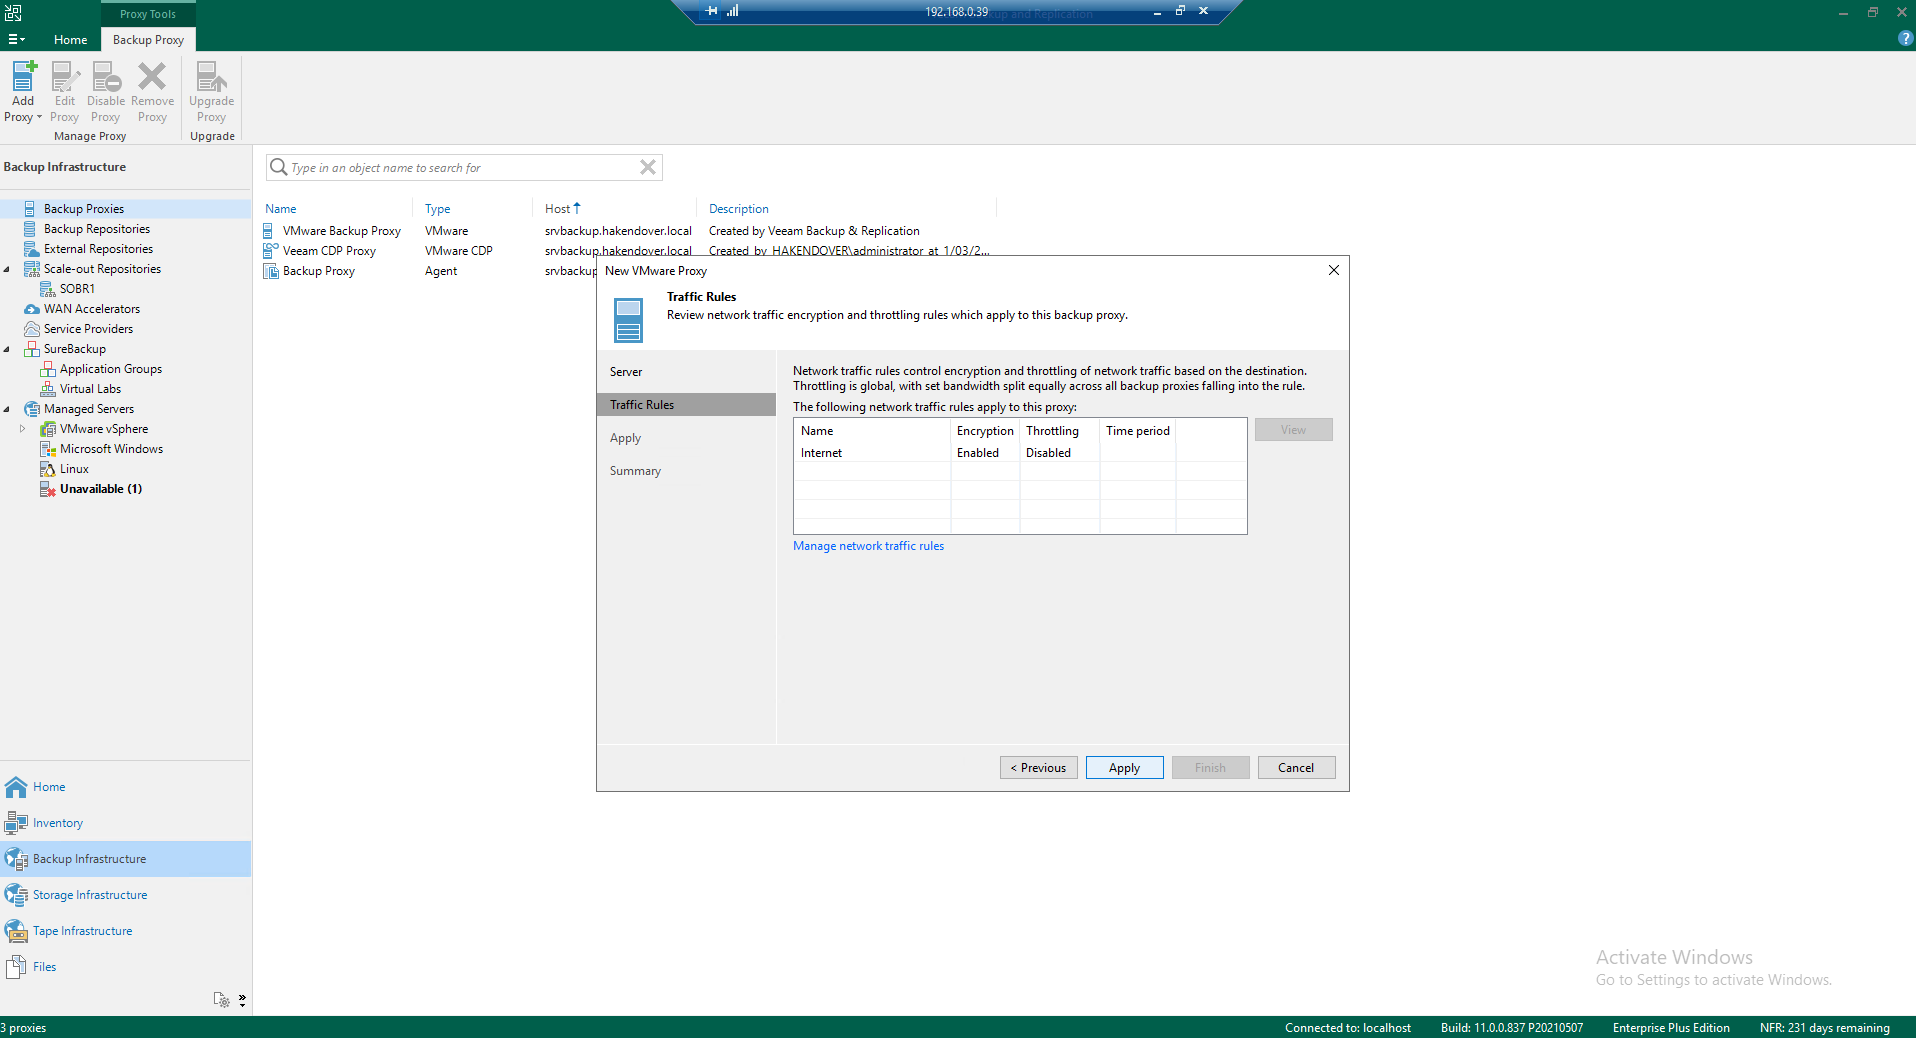 Proxy Tools
192.168.0.39
up and Replication
Home
Backup Proxy
Add Proxy
Edit Proxy
Disable Proxy
Remove Proxy
Upgrade Proxy
Manage Proxy
Upgrade
Backup Infrastructure
Type in an object name to search for
Backup Proxies
Backup Repositories
External Repositories
Scale-out Repositories
SOBR1
WAN Accelerators
Service Providers
SureBackup
Application Groups
Virtual Labs
Managed Servers
VMware vSphere
Microsoft Windows
Linux
Unavailable (1)
Name Type Host Description
VMware Backup Proxy VMware srvbackup.hakendover.local Created by Veeam Backup & Replication
Veeam CDP Proxy VMware CDP srvbackup.hakendover.local Created by HAKENDOVER\administrator at 1/03/2...
Backup Proxy Agent srvbackup
New VMware Proxy
Traffic Rules
Review network traffic encryption and throttling rules which apply to this backup proxy.
Server
Traffic Rules
Apply
Summary
Network traffic rules control encryption and throttling of network traffic based on the destination.
Throttling is global, with set bandwidth split equally across all backup proxies falling into the rule.
The following network traffic rules apply to this proxy:
Name Encryption Throttling Time period
Internet Enabled Disabled
View
Manage network traffic rules
< Previous
Apply
Finish
Cancel
Home
Inventory
Backup Infrastructure
Storage Infrastructure
Tape Infrastructure
Files
Activate Windows
Go to Settings to activate Windows.
3 proxies
Connected to: localhost
Build: 11.0.0.837 P20210507
Enterprise Plus Edition
NFR: 231 days remaining